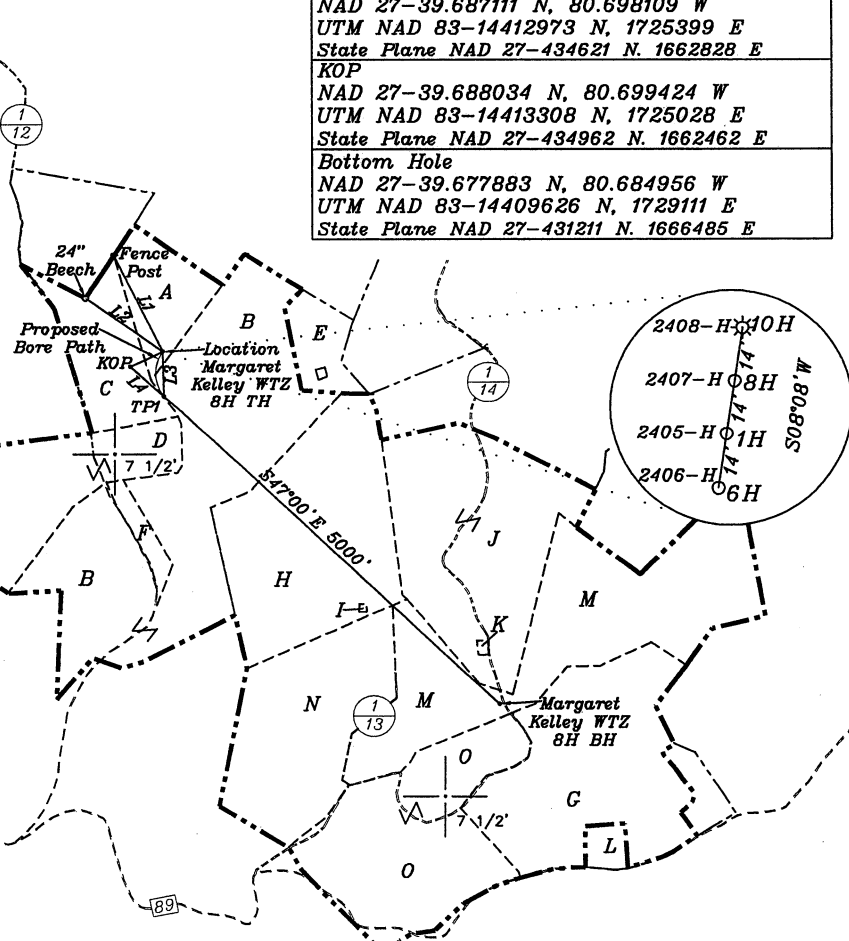 NAD 27-39.687111 N, 80.698109 W
UTM NAD 83-14412973 N, 1725399 E
State Plane NAD 27-434621 N. 1662828 E
KOP
NAD 27-39.688034 N, 80.699424 W
UTM NAD 83-14413308 N, 1725028 E
State Plane NAD 27-434962 N. 1662462 E
Bottom Hole
NAD 27-39.677883 N, 80.684956 W
UTM NAD 83-14409626 N, 1729111 E
State Plane NAD 27-431211 N. 1666485 E
1
12
24"
Beech
Fence
Post
A
L1
L2
B
E
Proposed
Bore Path
KOP
L3
L4
Location
Margaret
Kelley WTZ
8H TH
C
TP1
D
7 1/2'
1
14
2408-H
10H
14'
2407-H
8H
14'
2405-H
1H
14'
2406-H
6H
S08°08'W
S47°00'E 5000'
F
B
H
I
J
K
M
N
1
13
M
Margaret
Kelley WTZ
8H BH
O
7 1/2'
G
L
O
89